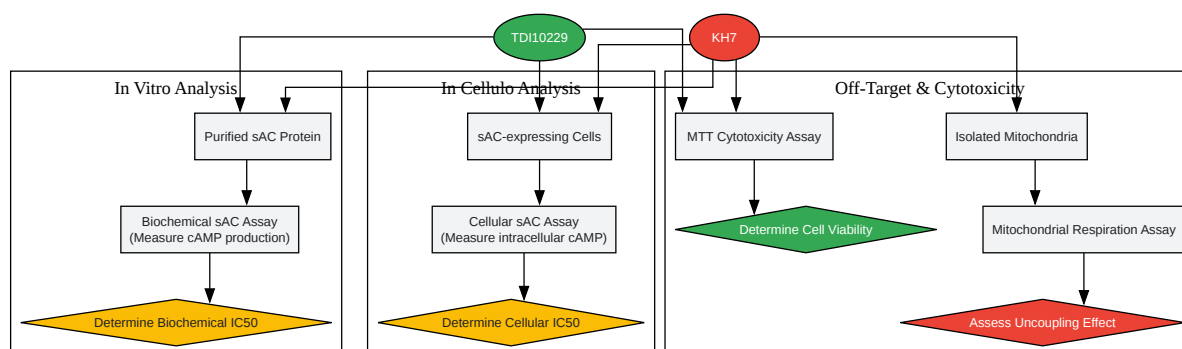 TDI10229
KH7
In Vitro Analysis
In Cellulo Analysis
Off-Target & Cytotoxicity
Purified sAC Protein
sAC-expressing Cells
MTT Cytotoxicity Assay
Isolated Mitochondria
Biochemical sAC Assay
(Measure cAMP production)
Cellular sAC Assay
(Measure intracellular cAMP)
Determine Cell Viability
Mitochondrial Respiration Assay
Determine Biochemical IC50
Determine Cellular IC50
Assess Uncoupling Effect